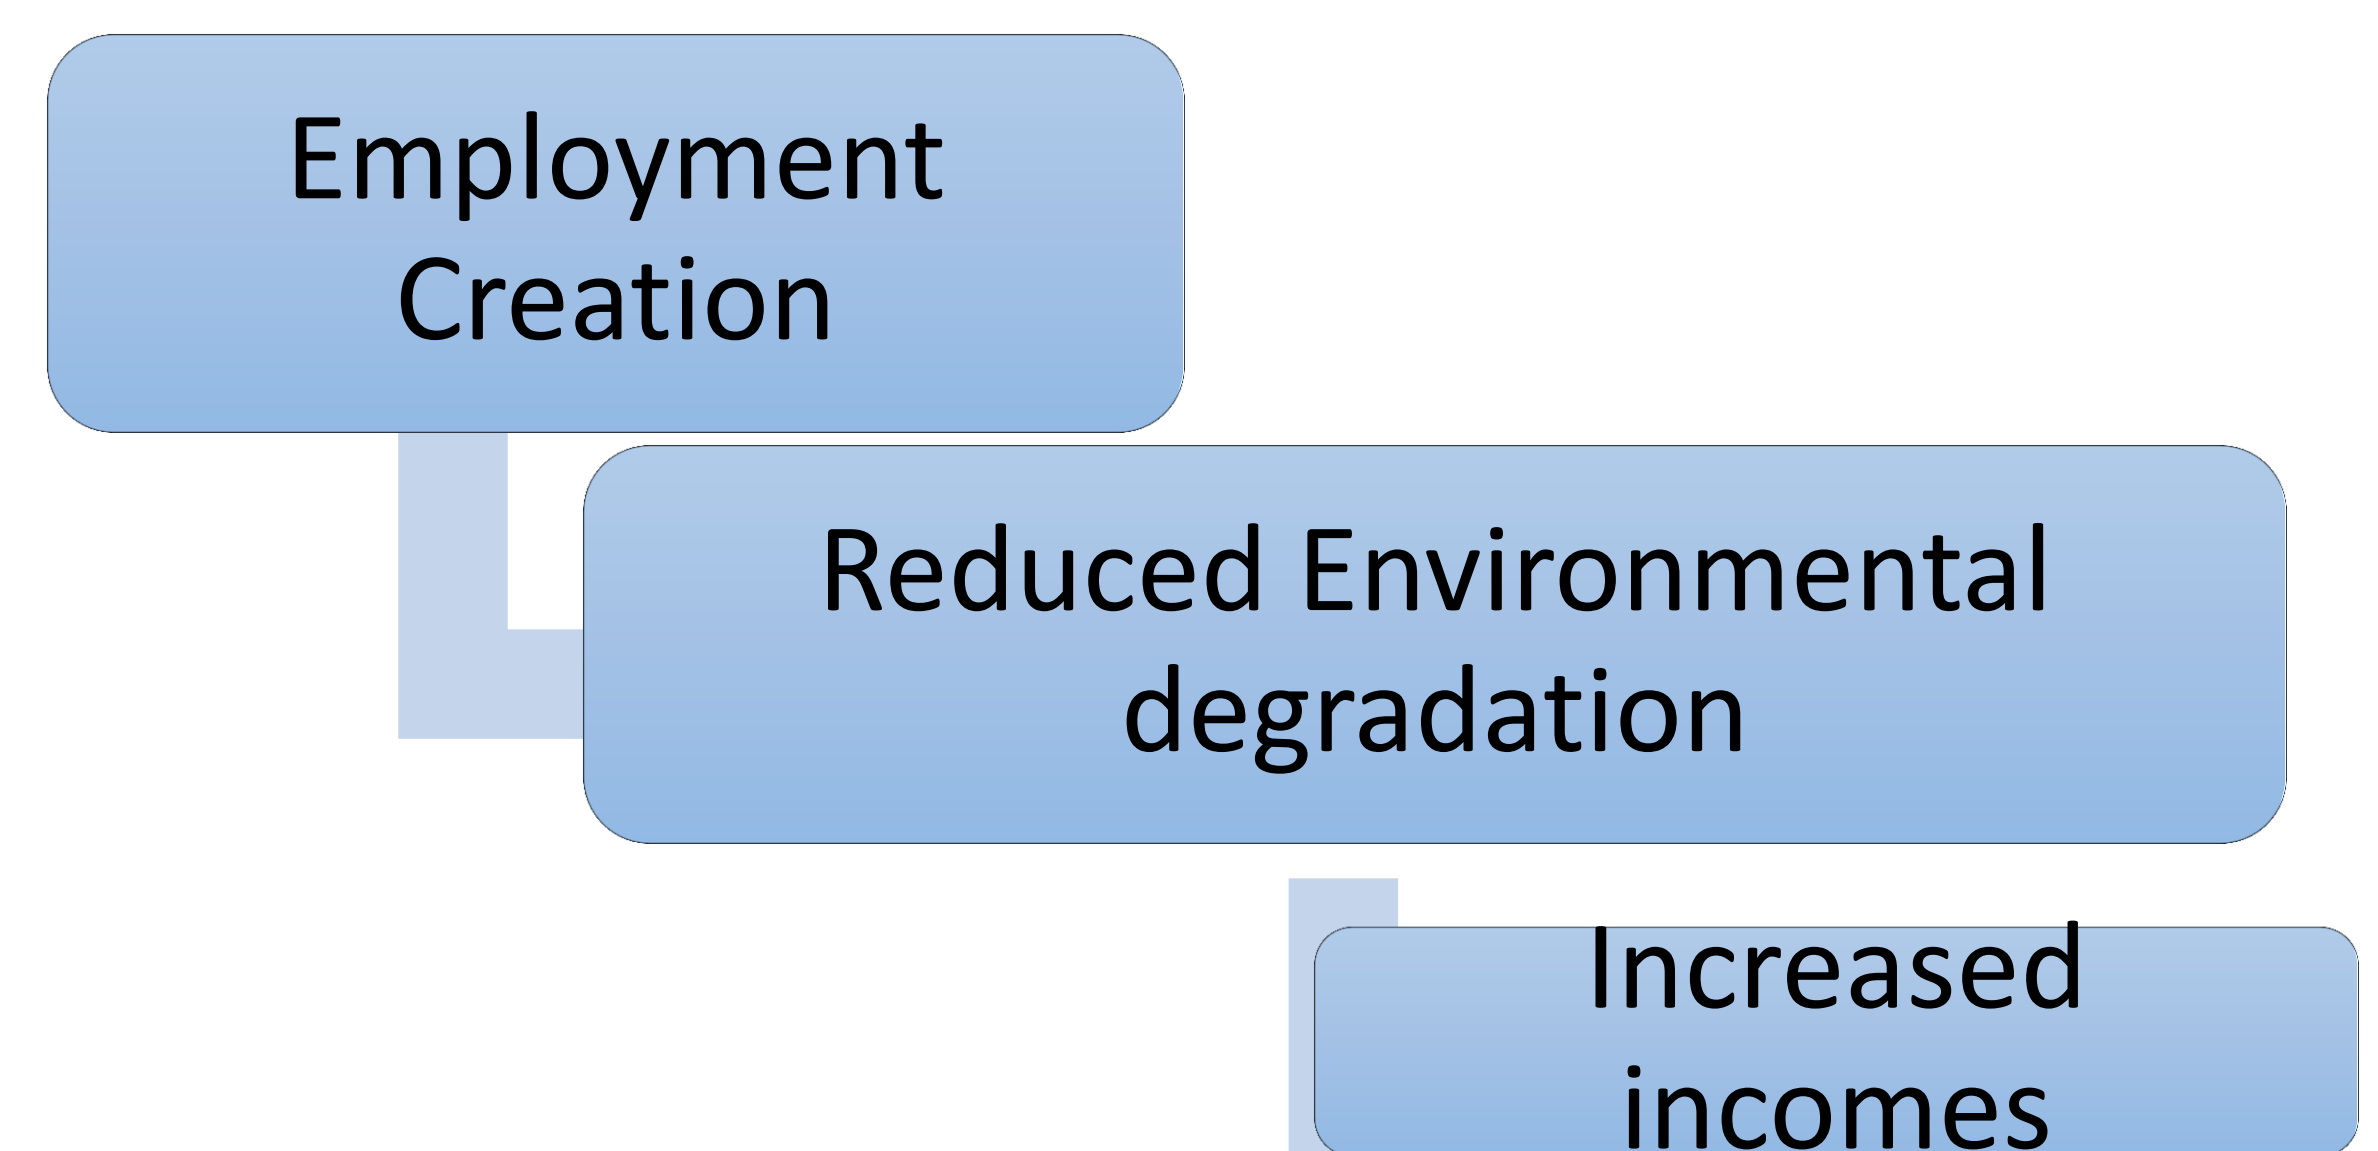 Employment
Creation
Reduced Environmental
degradation
Increased
incomes